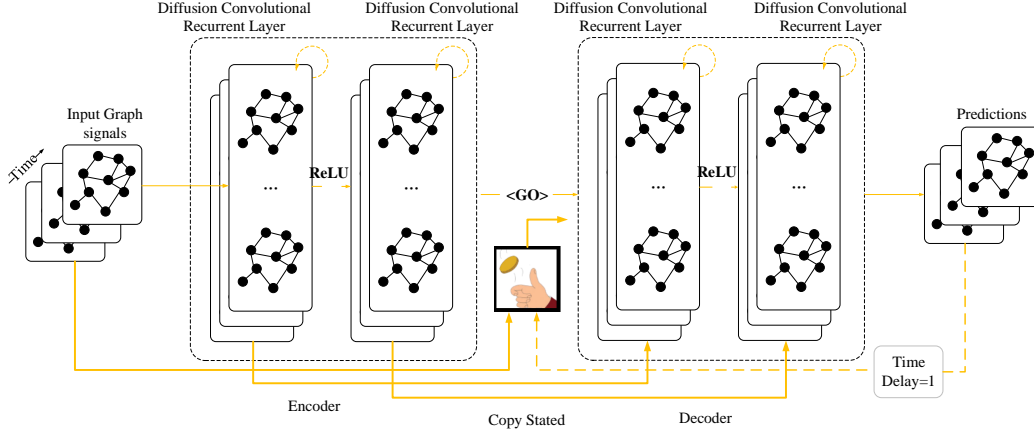 Diffusion Convolutional
Recurrent Layer
Diffusion Convolutional
Recurrent Layer
Diffusion Convolutional
Recurrent Layer
Diffusion Convolutional
Recurrent Layer
Input Graph
signals
Time
...
ReLU
...
<GO>
...
ReLU
...
Predictions
Time
Delay=1
Encoder
Copy Stated
Decoder